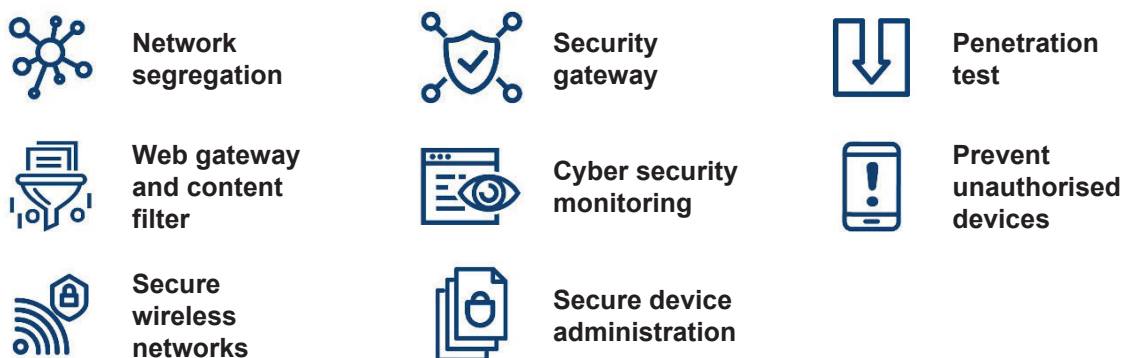 Network
segregation
Security
gateway
Penetration
test
Web gateway
and content
filter
Cyber security
monitoring
Prevent
unauthorised
devices
Secure
wireless
networks
Secure device
administration